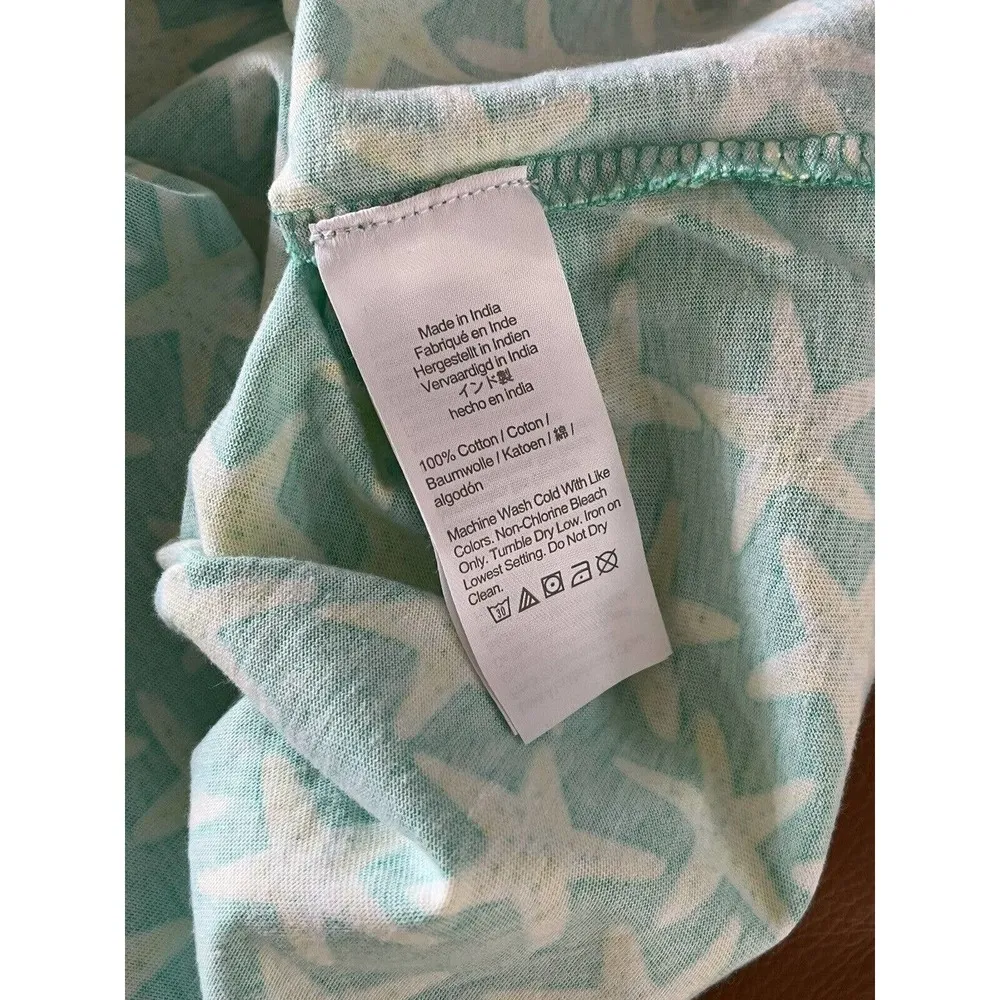 Made in India
Fabriqué en Inde
Hergestellt in Indien
Vervaardigd in India
インド製
hecho en India
100% Cotton / Coton /
Baumwolle / Katoen / 綿 /
algodón
Machine Wash Cold With Like
Colors. Non-Chlorine Bleach
Only. Tumble Dry Low. Iron on
Lowest Setting. Do Not Dry
Clean.
30